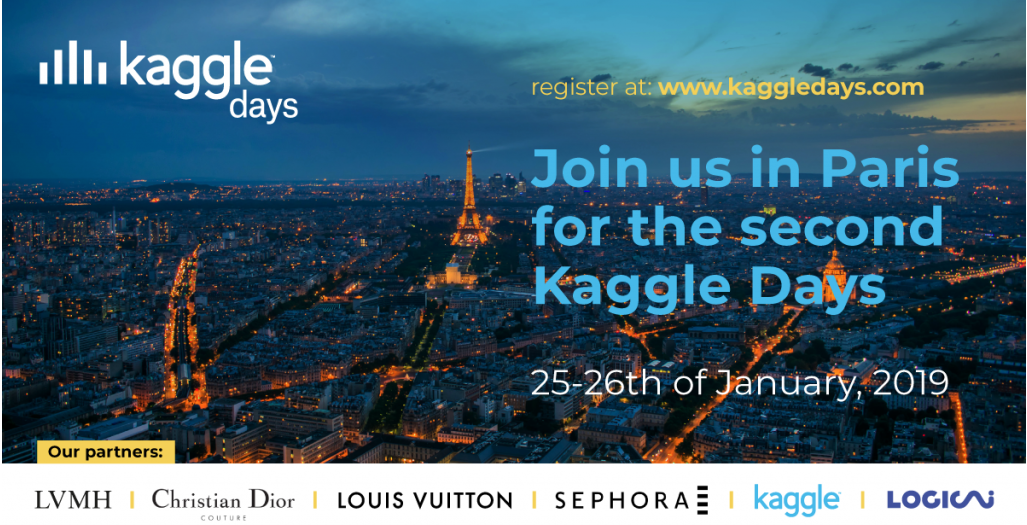 kaggle
days
register at: www.kaggledays.com
Join us in Paris
for the second
Kaggle Days
25-26th of January, 2019
Our partners:
LVMH | Christian Dior COUTURE | LOUIS VUITTON | SEPHORA | kaggle | LOGICAi